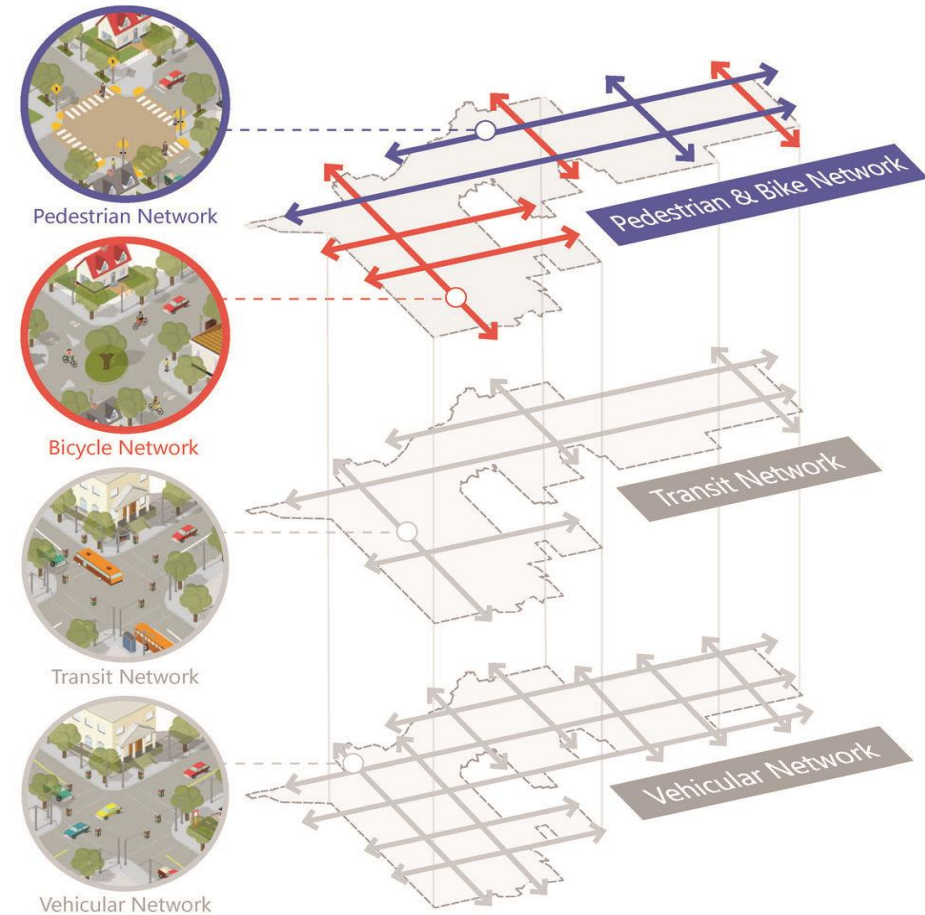 Pedestrian Network
Pedestrian & Bike Network
Bicycle Network
Transit Network
Transit Network
Vehicular Network
Vehicular Network